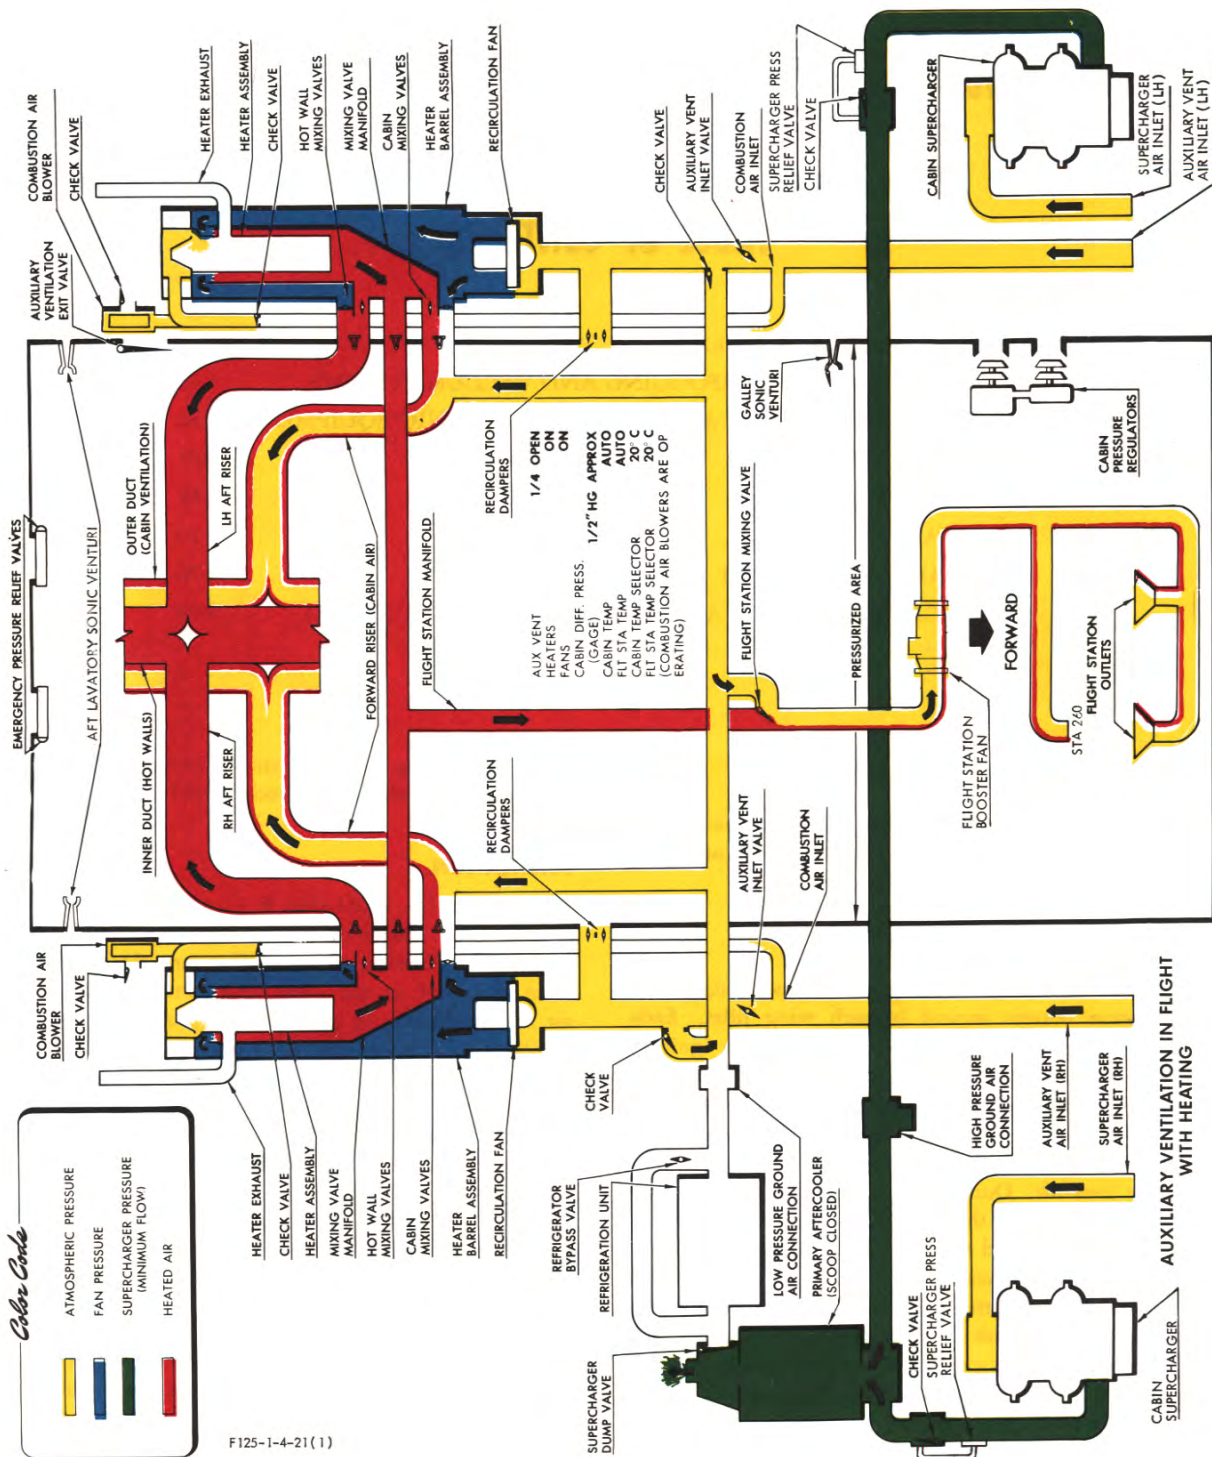 COMBUSTION AIR
BLOWER
CHECK VALVE
AUXILIARY
VENTILATION
EXIT VALVE
HEATER EXHAUST
HEATER ASSEMBLY
CHECK VALVE
HOT WALL
MIXING VALVES
MIXING VALVE
MANIFOLD
CABIN
MIXING VALVES
HEATER
BARREL ASSEMBLY
RECIRCULATION FAN
CHECK VALVE
AUXILIARY VENT
INLET VALVE
COMBUSTION
AIR INLET
SUPERCHARGER PRESS
RELIEF VALVE
CHECK VALVE
CABIN SUPERCHARGER
SUPERCHARGER
AIR INLET (LH)
AUXILIARY VENT
AIR INLET (LH)
EMERGENCY PRESSURE RELIEF VALVES
AFT LAVATORY SONIC VENTURI
OUTER DUCT
(CABIN VENTILATION)
LH AFT RISER
INNER DUCT (HOT WALLS)
RH AFT RISER
FORWARD RISER (CABIN AIR)
FLIGHT STATION MANIFOLD
RECIRCULATION
DAMPERS
AUX VENT 1/4 OPEN
HEATERS ON
FANS ON
CABIN DIFF. PRESS.
(GAGE) 1/2" HG APPROX
CABIN TEMP AUTO
FLT STA TEMP AUTO
CABIN TEMP SELECTOR 20° C
FLT STA TEMP SELECTOR 20° C
(COMBUSTION AIR BLOWERS ARE OP
ERATING)
GALLEY
SONIC
VENTURI
CABIN
PRESSURE
REGULATORS
FLIGHT STATION MIXING VALVE
PRESSURIZED AREA
FORWARD
FLIGHT STATION
OUTLETS
STA 260
FLIGHT STATION
BOOSTER FAN
RECIRCULATION
DAMPERS
AUXILIARY VENT
INLET VALVE
COMBUSTION
AIR INLET
COMBUSTION AIR
BLOWER
CHECK VALVE
HEATER EXHAUST
CHECK VALVE
HEATER ASSEMBLY
MIXING VALVE
MANIFOLD
HOT WALL
MIXING VALVES
CABIN
MIXING VALVES
HEATER
BARREL ASSEMBLY
RECIRCULATION FAN
REFRIGERATOR
BYPASS VALVE
REFRIGERATION UNIT
CHECK
VALVE
SUPERCHARGER
DUMP VALVE
LOW PRESSURE GROUND
AIR CONNECTION
PRIMARY AFTERCOOLER
(SCOOP CLOSED)
HIGH PRESSURE
GROUND AIR
CONNECTION
AUXILIARY VENT
AIR INLET (RH)
SUPERCHARGER
AIR INLET (RH)
CHECK VALVE
SUPERCHARGER PRESS
RELIEF VALVE
CABIN
SUPERCHARGER
AUXILIARY VENTILATION IN FLIGHT
WITH HEATING
Color Code
ATMOSPHERIC PRESSURE
FAN PRESSURE
SUPERCHARGER PRESSURE
(MINIMUM FLOW)
HEATED AIR
F125-1-4-21(1)